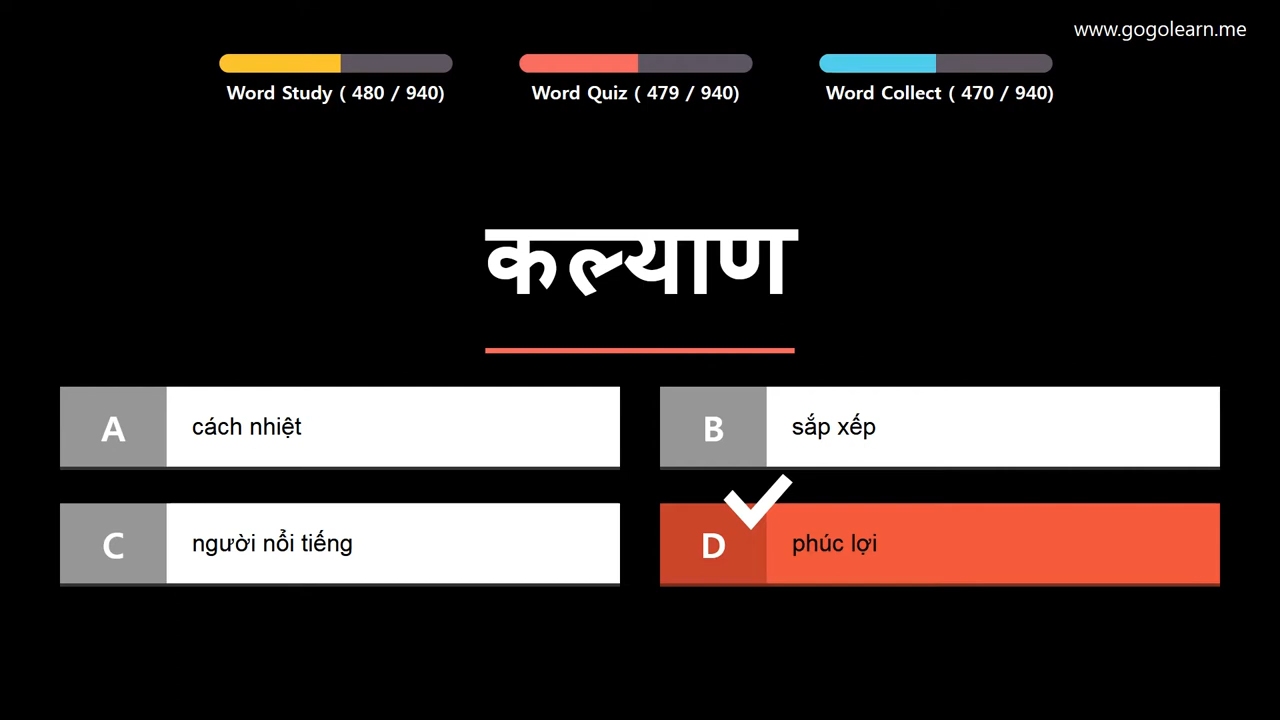 www.gogolearn.me
Word Study ( 480 / 940)
Word Quiz ( 479 / 940)
Word Collect ( 470 / 940)
कल्याण
A
cách nhiệt
B
sắp xếp
C
người nổi tiếng
D
phúc lợi